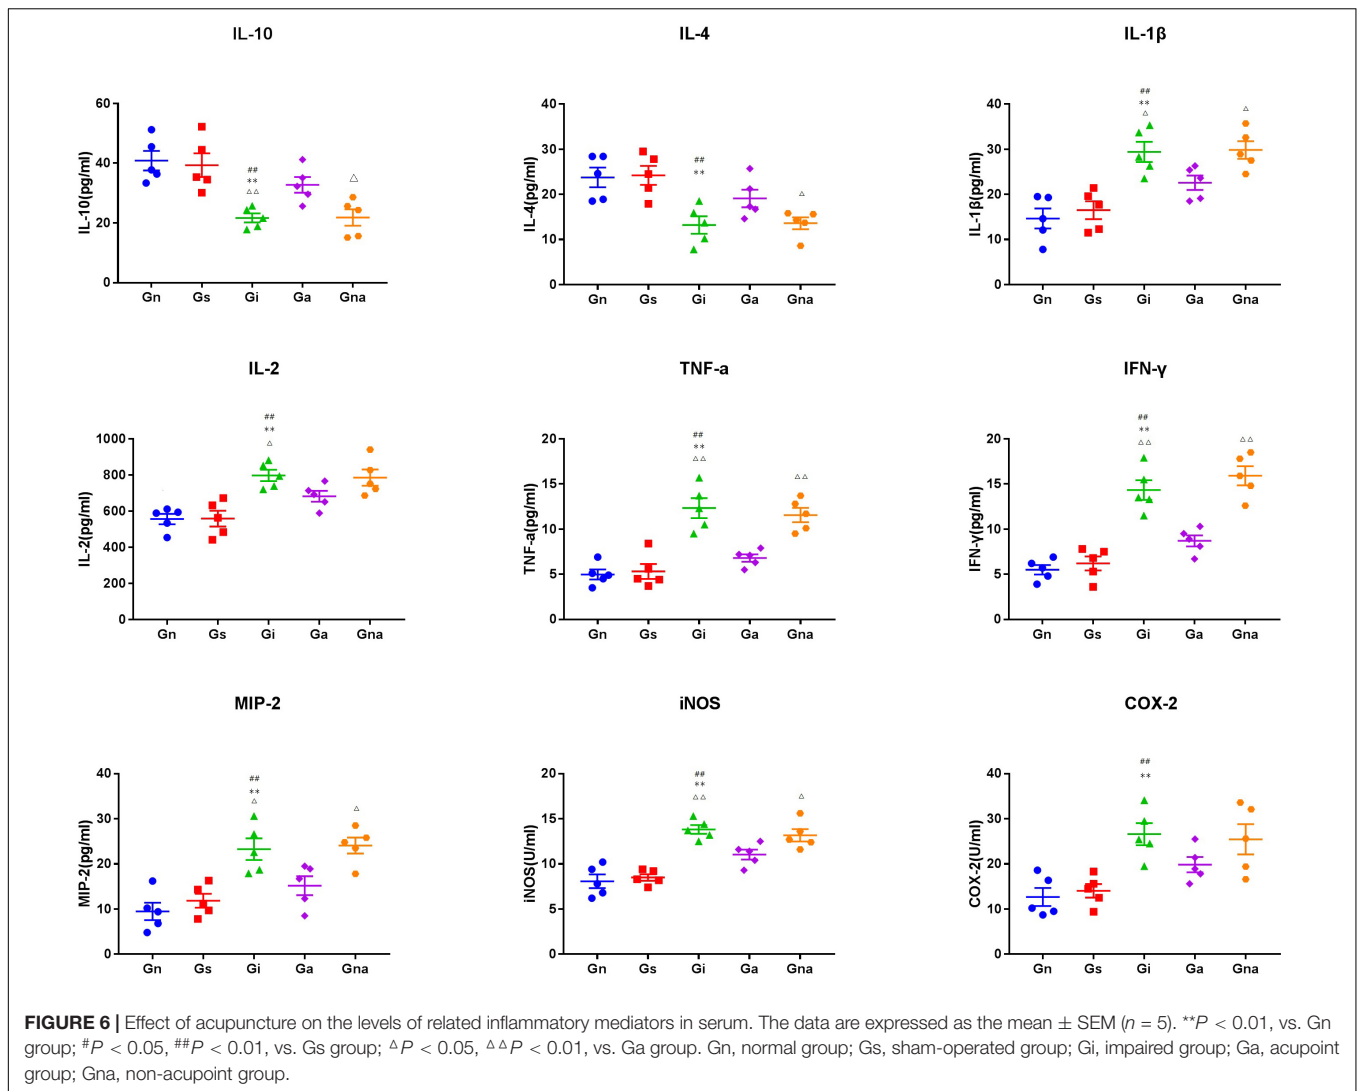 IL-10
IL-4
IL-1β
IL-10(pg/ml)
60
40
20
0
##
**
△△
△
Gn Gs Gi Ga Gna
IL-4(pg/ml)
40
30
20
10
0
##
**
△
Gn Gs Gi Ga Gna
IL-1β(pg/ml)
40
30
20
10
0
##
**
△
△
Gn Gs Gi Ga Gna
IL-2
TNF-a
IFN-γ
IL-2(pg/ml)
1000
800
600
400
200
0
##
**
△
Gn Gs Gi Ga Gna
TNF-a(pg/ml)
20
15
10
5
0
##
**
△△
△△
Gn Gs Gi Ga Gna
IFN-γ(pg/ml)
20
15
10
5
0
##
**
△△
△△
Gn Gs Gi Ga Gna
MIP-2
iNOS
COX-2
MIP-2(pg/ml)
40
30
20
10
0
##
**
△
△
Gn Gs Gi Ga Gna
iNOS(U/ml)
20
15
10
5
0
##
**
△△
△
Gn Gs Gi Ga Gna
COX-2(U/ml)
40
30
20
10
0
##
**
Gn Gs Gi Ga Gna
FIGURE 6 | Effect of acupuncture on the levels of related inflammatory mediators in serum. The data are expressed as the mean ± SEM (n = 5). **P < 0.01, vs. Gn
group; #P < 0.05, ##P < 0.01, vs. Gs group; △P < 0.05, △△P < 0.01, vs. Ga group. Gn, normal group; Gs, sham-operated group; Gi, impaired group; Ga, acupoint
group; Gna, non-acupoint group.